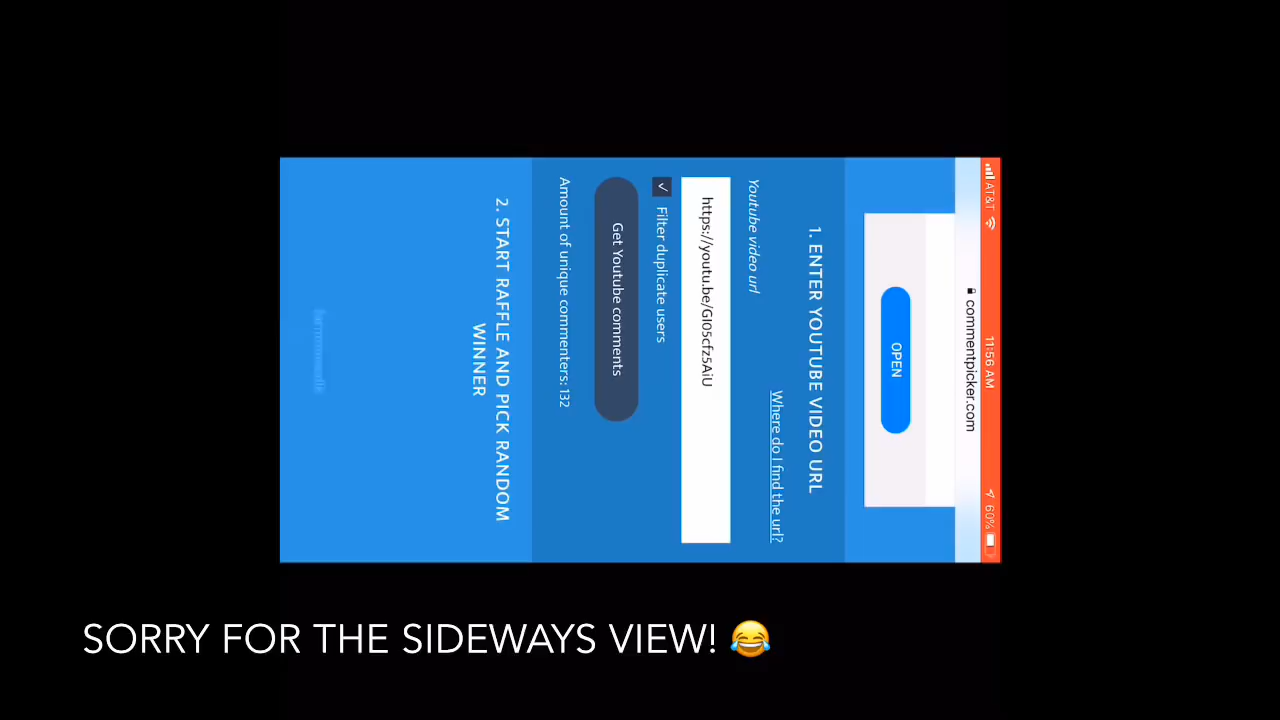 AT&T 11:56 AM 60%
commentpicker.com
OPEN
1. ENTER YOUTUBE VIDEO URL
Where do I find the url?
Youtube video url
https://youtu.be/GI05cfz5AiU
Filter duplicate users
Get Youtube comments
Amount of unique commenters: 132
2. START RAFFLE AND PICK RANDOM
WINNER
SORRY FOR THE SIDEWAYS VIEW! 😂